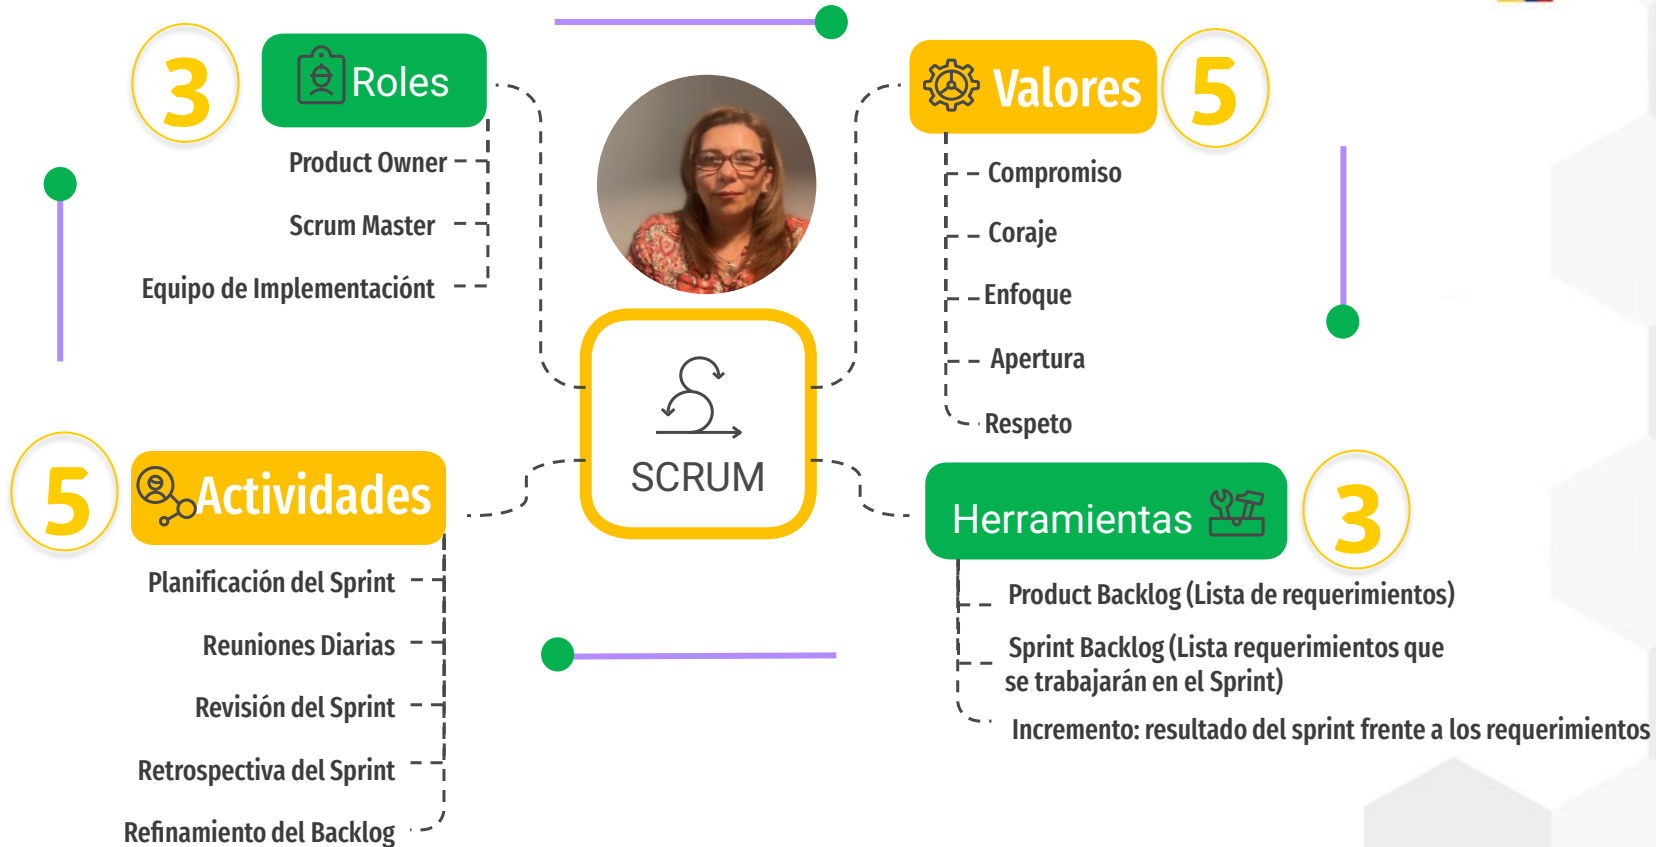 3
Roles
Product Owner
Scrum Master
Equipo de Implementaciónt
Valores
5
Compromiso
Coraje
Enfoque
Apertura
Respeto
SCRUM
5
Actividades
Planificación del Sprint
Reuniones Diarias
Revisión del Sprint
Retrospectiva del Sprint
Refinamiento del Backlog
Herramientas
3
Product Backlog (Lista de requerimientos)
Sprint Backlog (Lista requerimientos que
se trabajarán en el Sprint)
Incremento: resultado del sprint frente a los requerimientos